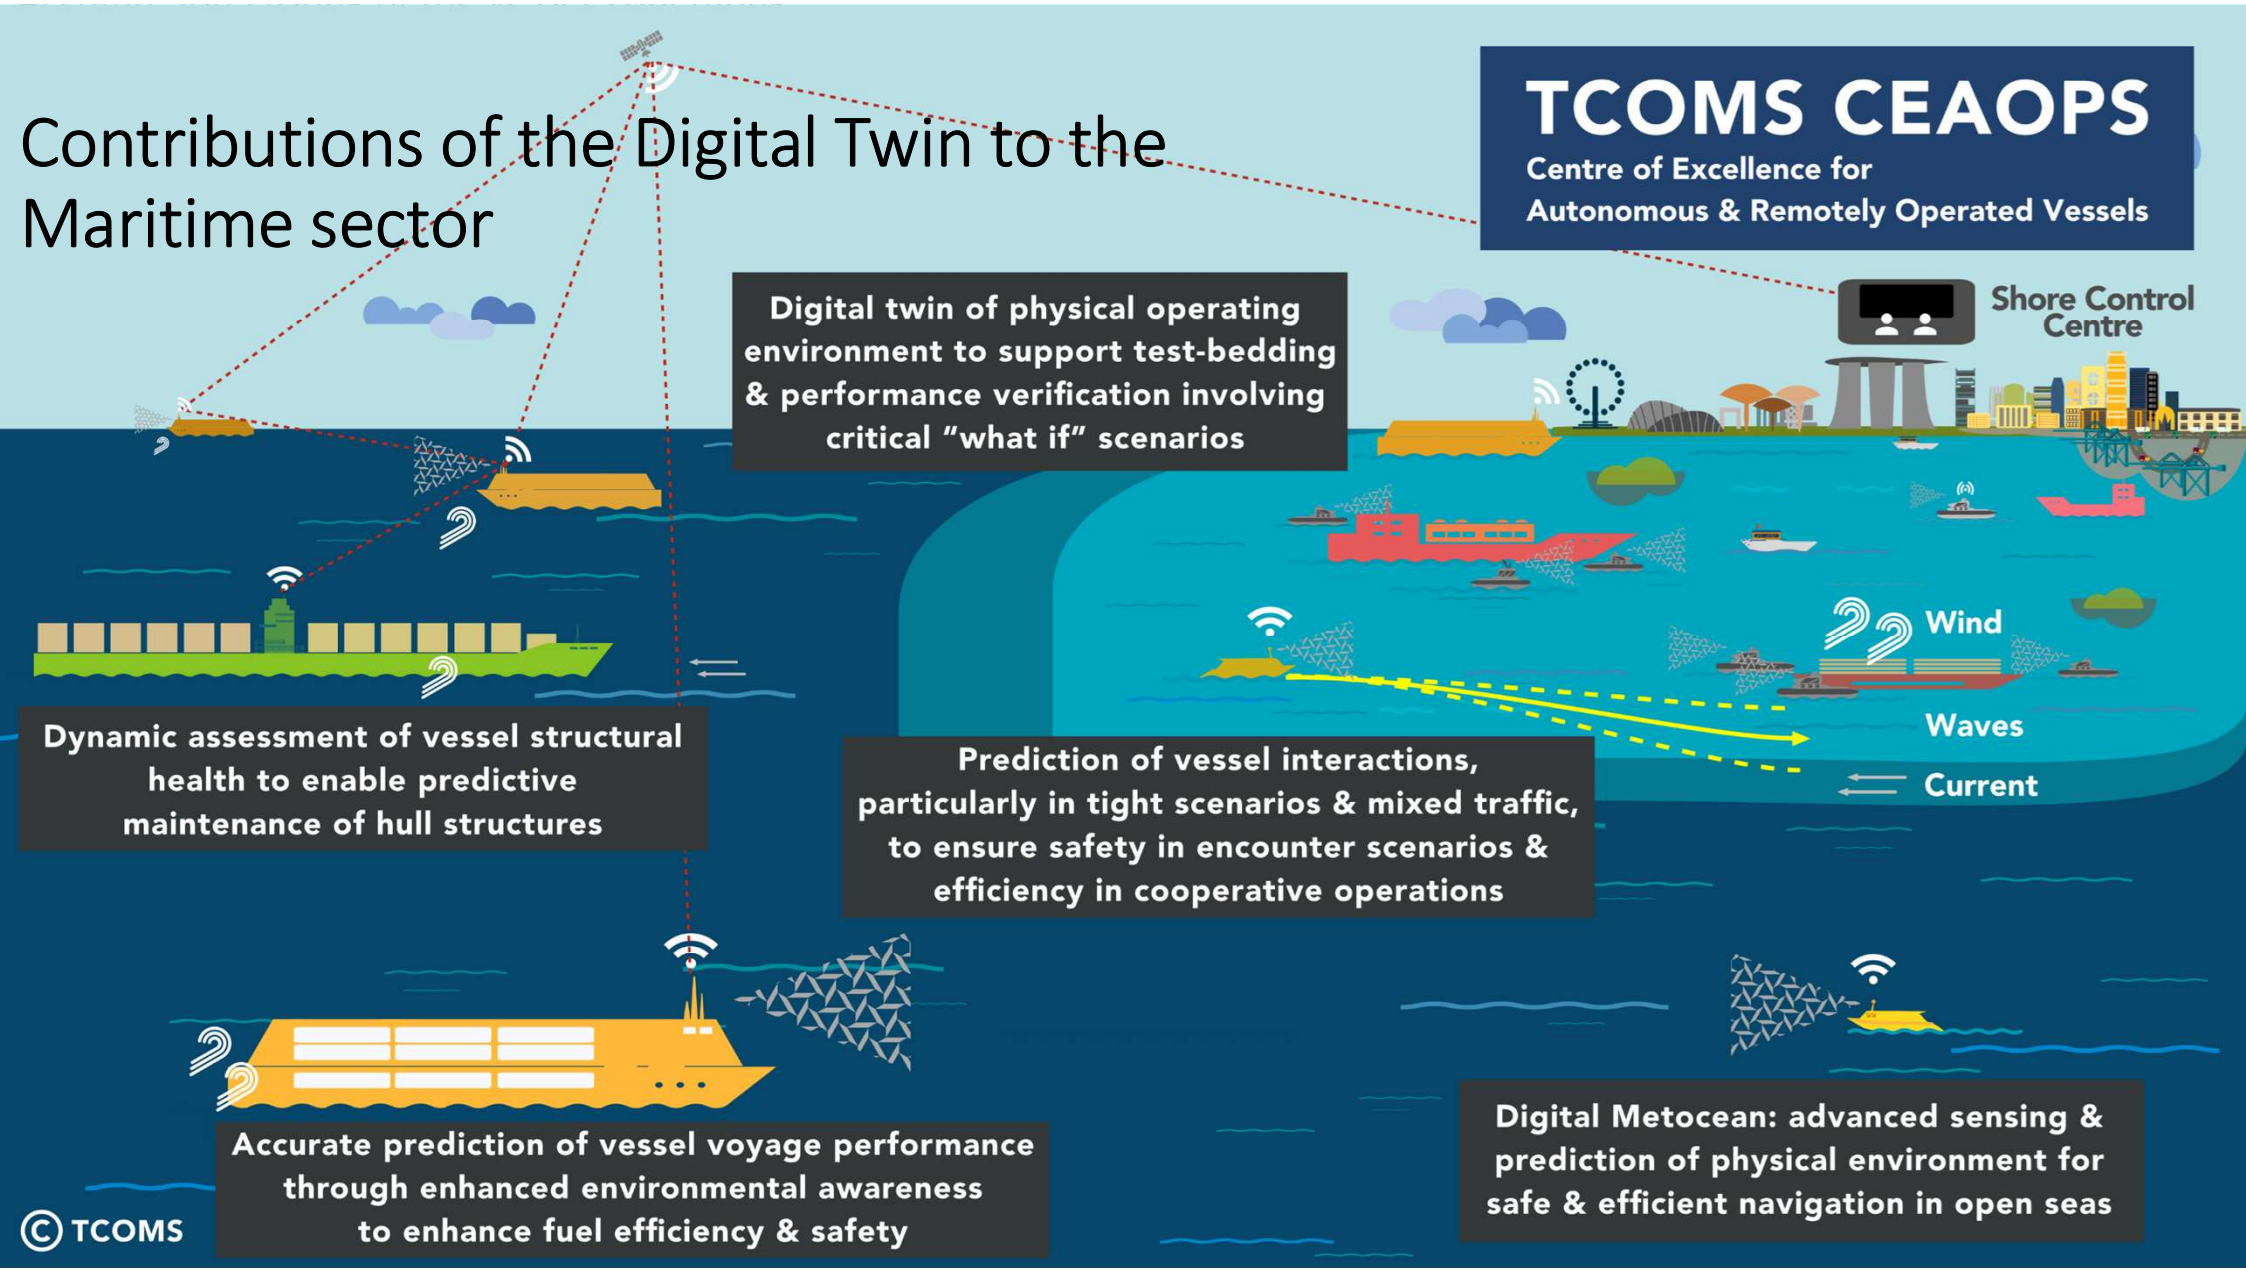 Contributions of the Digital Twin to the
Maritime sector
TCOMS CEAOPS
Centre of Excellence for
Autonomous & Remotely Operated Vessels
Shore Control
Centre
Digital twin of physical operating
environment to support test-bedding
& performance verification involving
critical “what if” scenarios
Wind
Waves
Current
Dynamic assessment of vessel structural
health to enable predictive
maintenance of hull structures
Prediction of vessel interactions,
particularly in tight scenarios & mixed traffic,
to ensure safety in encounter scenarios &
efficiency in cooperative operations
Accurate prediction of vessel voyage performance
through enhanced environmental awareness
to enhance fuel efficiency & safety
Digital Metocean: advanced sensing &
prediction of physical environment for
safe & efficient navigation in open seas
© TCOMS